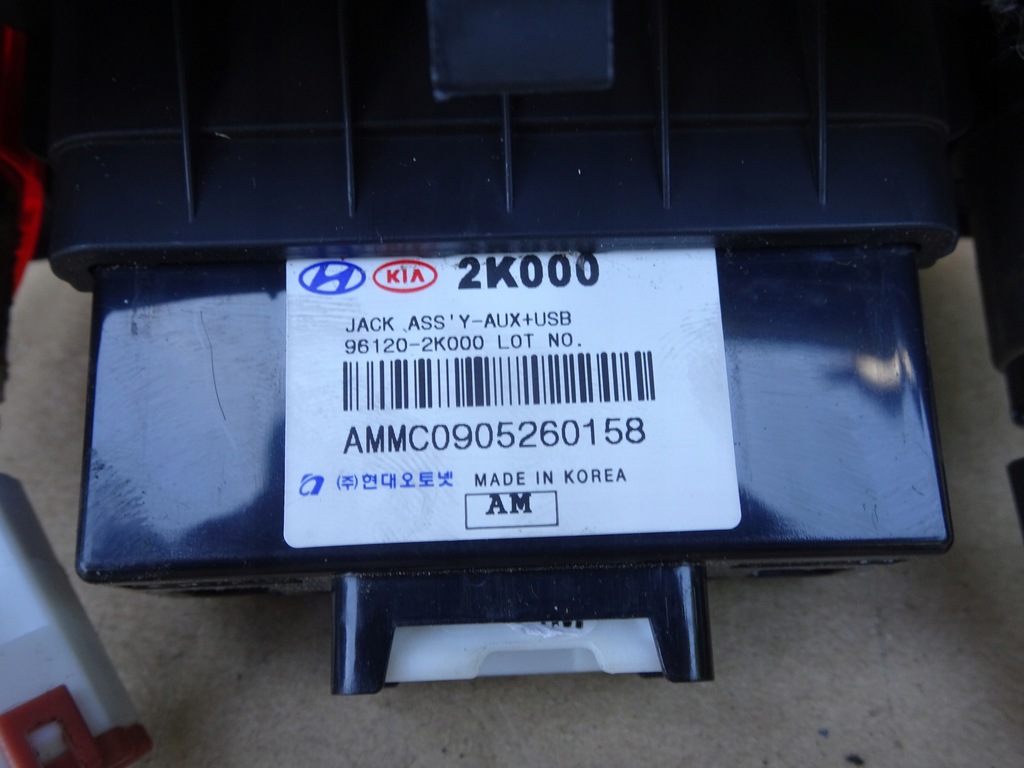 KIA 2K000
JACK ASS'Y-AUX+USB
96120-2K000 LOT NO.
AMMC0905260158
(주)현대오토넷 MADE IN KOREA
AM